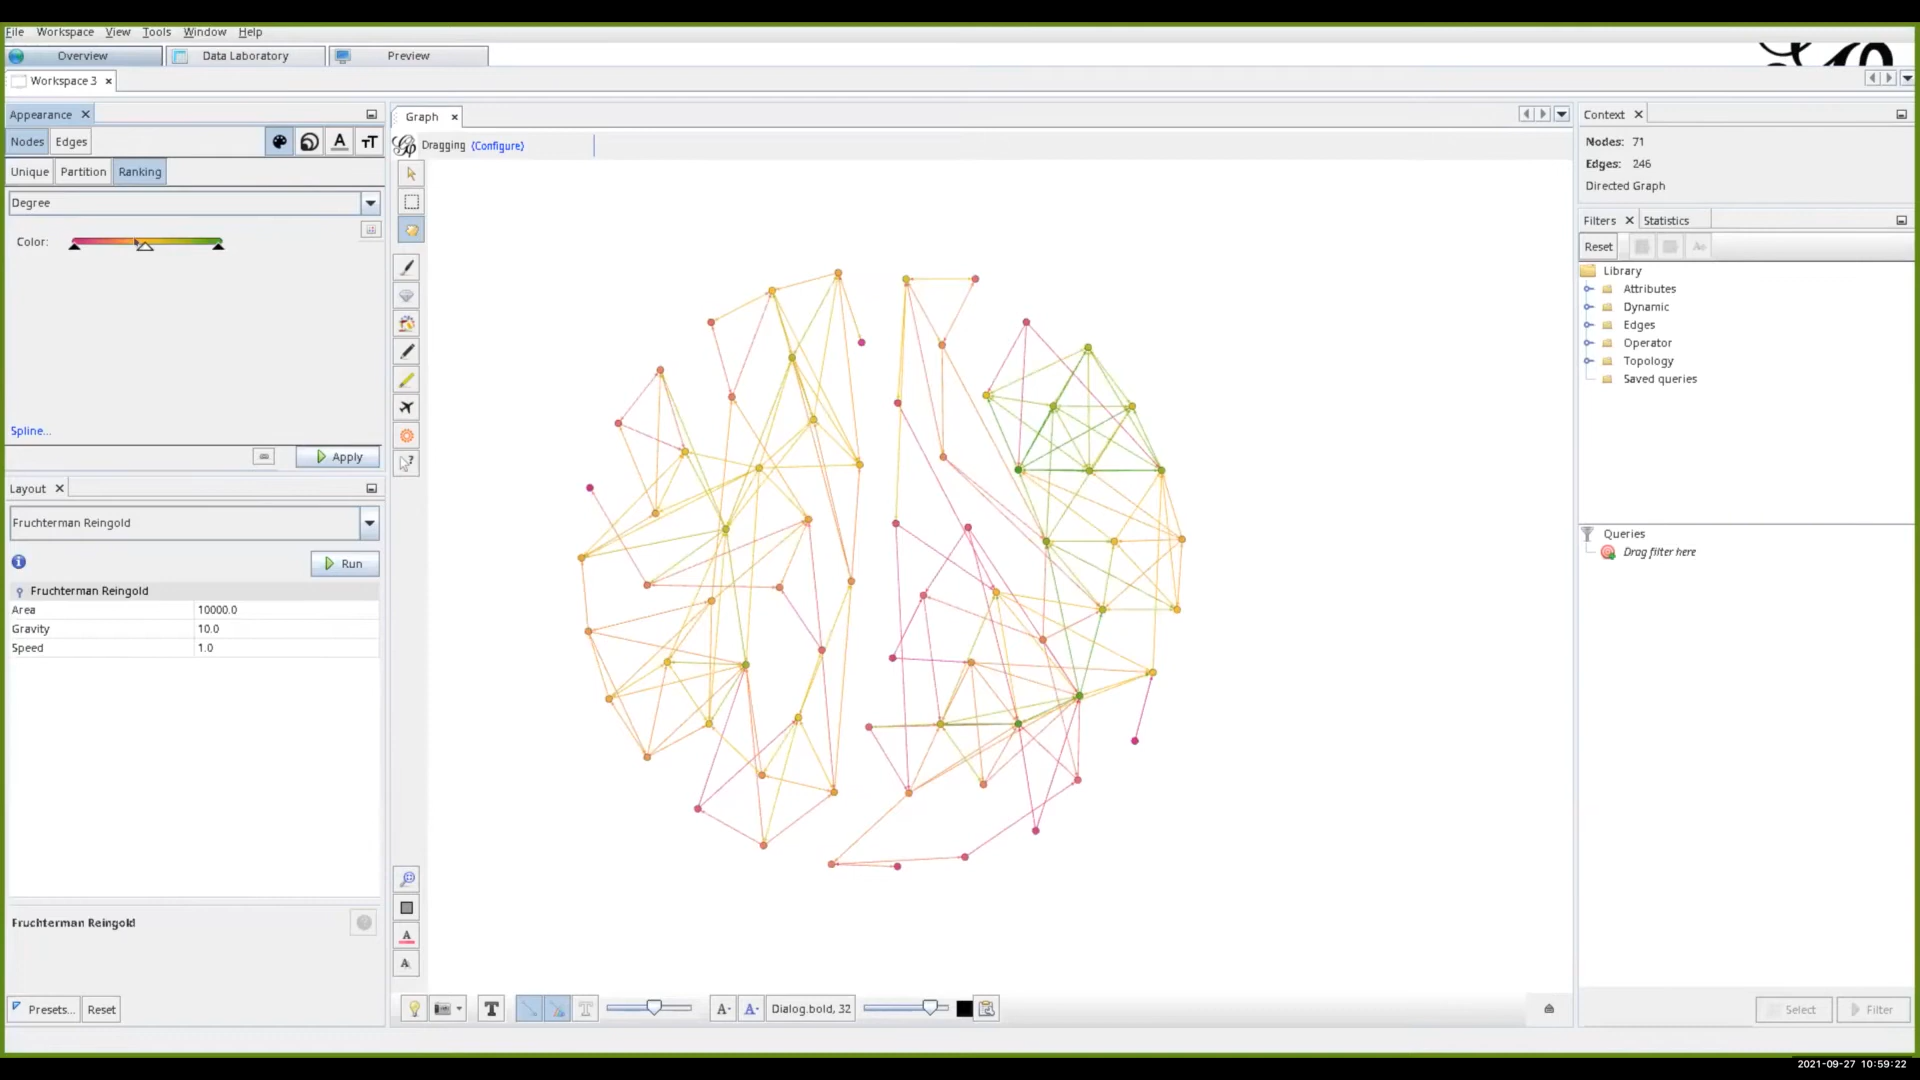 File Workspace View Tools Window Help
Overview Data Laboratory Preview
Workspace 3
Appearance
Nodes Edges
Unique Partition Ranking
Degree
Color:
Spline...
Apply
Layout
Fruchterman Reingold
Run
Fruchterman Reingold
Area 10000.0
Gravity 10.0
Speed 1.0
Fruchterman Reingold
Presets... Reset
Graph
Dragging (Configure)
Dialog.bold, 32
Context
Nodes: 71
Edges: 246
Directed Graph
Filters Statistics
Reset
Library
Attributes
Dynamic
Edges
Operator
Topology
Saved queries
Queries
Drag filter here
Select Filter
2021-09-27 10:59:22